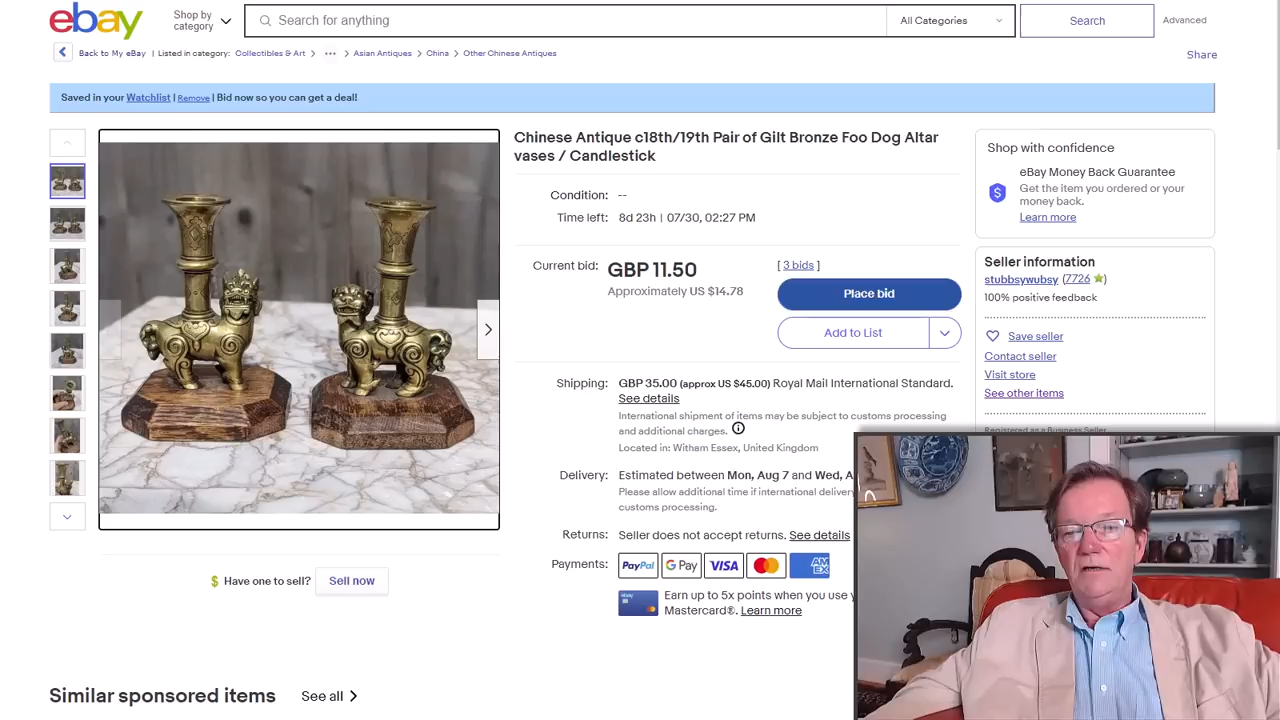 ebay
Shop by
category
Search for anything
All Categories
Search
Advanced
Back to My eBay | Listed in category: Collectibles & Art > ••• > Asian Antiques > China > Other Chinese Antiques
Share
Saved in your Watchlist | Remove | Bid now so you can get a deal!
Chinese Antique c18th/19th Pair of Gilt Bronze Foo Dog Altar
vases / Candlestick
Condition: --
Time left: 8d 23h | 07/30, 02:27 PM
Current bid: GBP 11.50
[ 3 bids ]
Approximately US $14.78
Place bid
Add to List
Shipping: GBP 35.00 (approx US $45.00) Royal Mail International Standard.
See details
International shipment of items may be subject to customs processing
and additional charges.
Located in: Witham Essex, United Kingdom
Delivery: Estimated between Mon, Aug 7 and Wed, A
Please allow additional time if international delivery
customs processing.
Returns: Seller does not accept returns. See details
Payments: PayPal G Pay VISA AM EX
Earn up to 5x points when you use
Mastercard®. Learn more
Shop with confidence
eBay Money Back Guarantee
Get the item you ordered or your
money back.
Learn more
Seller information
stubbsywubsy (7726)
100% positive feedback
Save seller
Contact seller
Visit store
See other items
Registered as a Business Seller
Have one to sell? Sell now
Similar sponsored items See all >